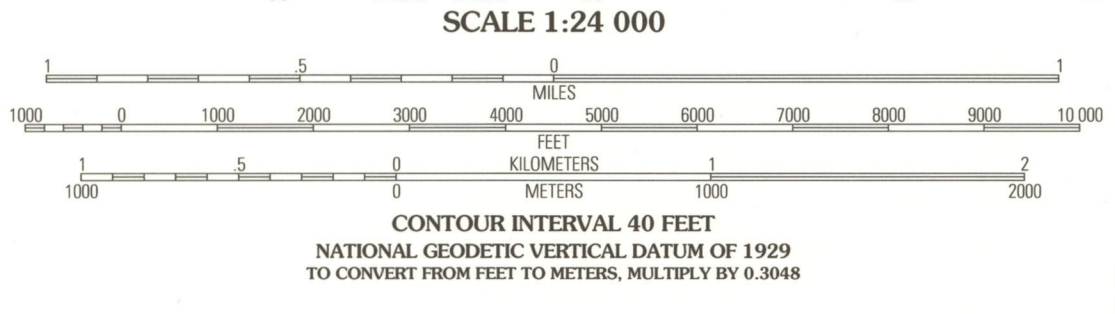 SCALE 1:24 000
1 .5 0 1
MILES
1000 0 1000 2000 3000 4000 5000 6000 7000 8000 9000 10 000
FEET
1 .5 0 KILOMETERS 1 2
1000 0 METERS 1000 2000
CONTOUR INTERVAL 40 FEET
NATIONAL GEODETIC VERTICAL DATUM OF 1929
TO CONVERT FROM FEET TO METERS, MULTIPLY BY 0.3048